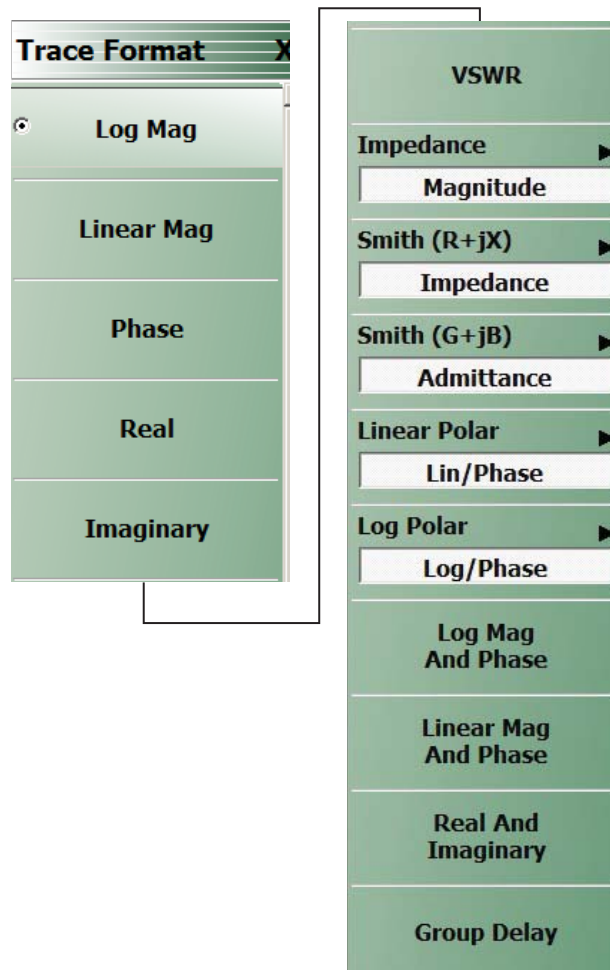 Trace Format X
Log Mag
Linear Mag
Phase
Real
Imaginary
VSWR
Impedance
Magnitude
Smith (R+jX)
Impedance
Smith (G+jB)
Admittance
Linear Polar
Lin/Phase
Log Polar
Log/Phase
Log Mag
And Phase
Linear Mag
And Phase
Real And
Imaginary
Group Delay